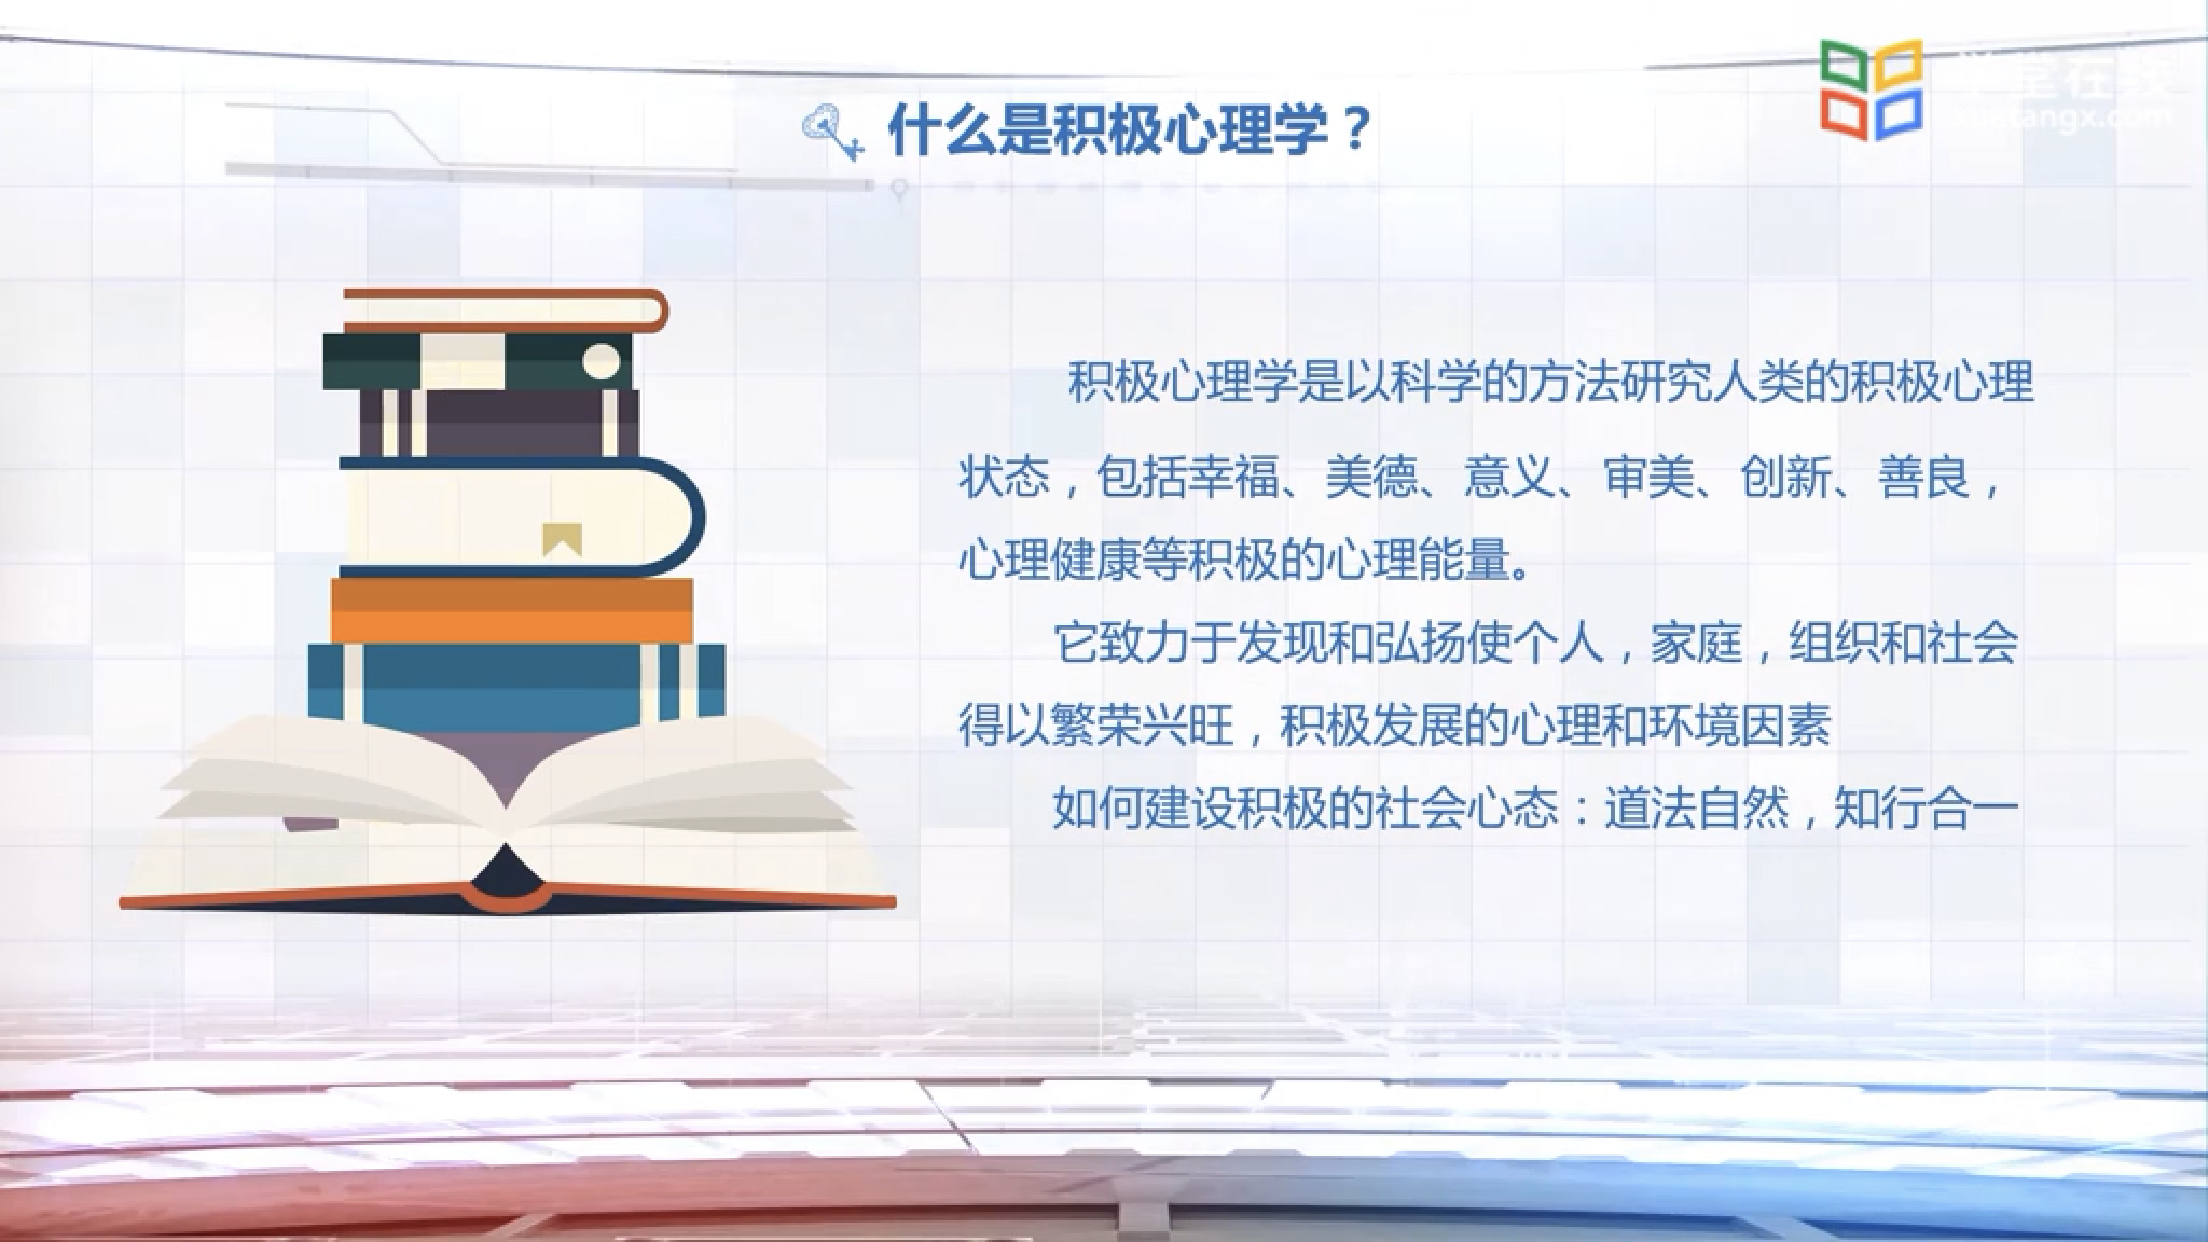 什么是积极心理学？
学堂在线
xuetangx.com
积极心理学是以科学的方法研究人类的积极心理
状态，包括幸福、美德、意义、审美、创新、善良，
心理健康等积极的心理能量。
它致力于发现和弘扬使个人，家庭，组织和社会
得以繁荣兴旺，积极发展的心理和环境因素
如何建设积极的社会心态：道法自然，知行合一